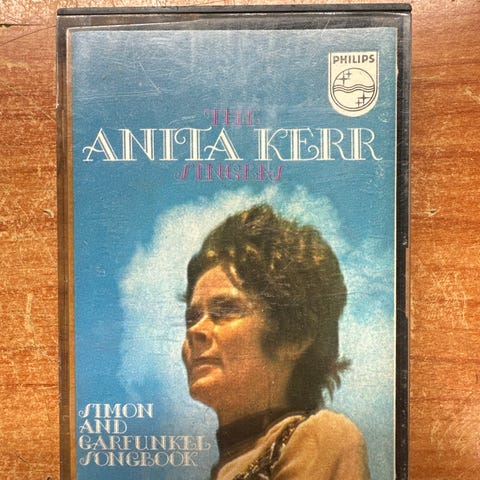 PHILIPS
THE
ANITA KERR
SINGERS
SIMON
AND
GARFUNKEL
SONGBOOK